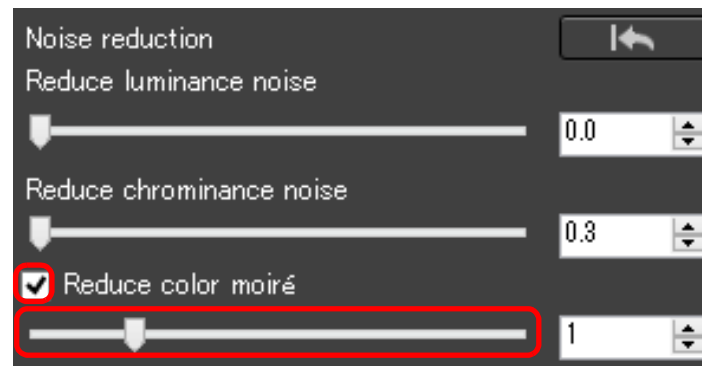 Noise reduction
Reduce luminance noise
0.0
Reduce chrominance noise
0.3
Reduce color moiré
1